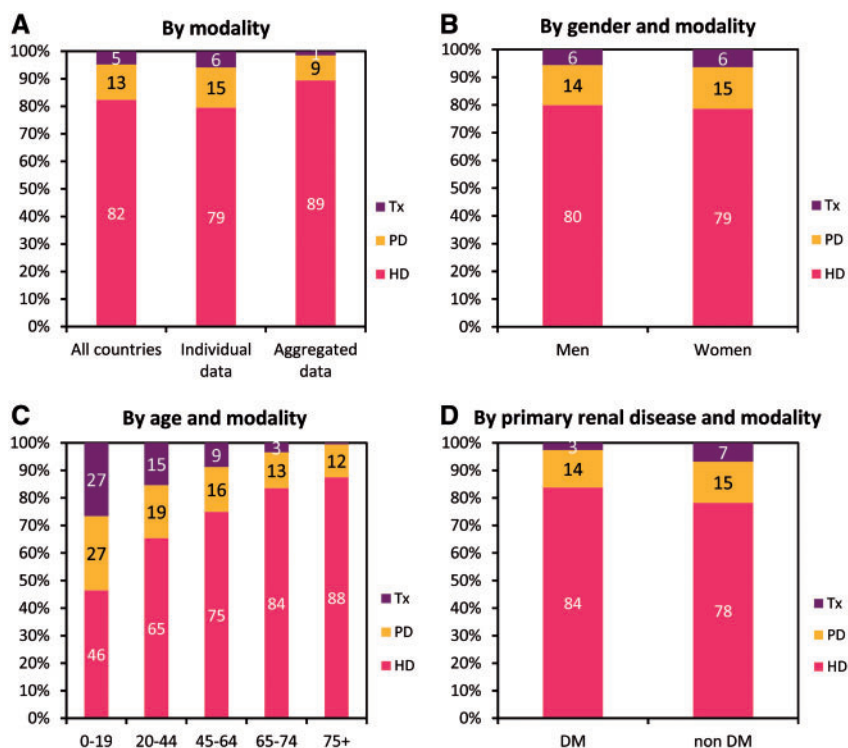 A
By modality
100%
90%
80%
70%
60%
50%
40%
30%
20%
10%
0%
5
13
82
6
15
79
1
9
89
Tx
PD
HD
All countries
Individual
data
Aggregated
data
B
By gender and modality
100%
90%
80%
70%
60%
50%
40%
30%
20%
10%
0%
6
14
80
6
15
79
Tx
PD
HD
Men
Women
C
By age and modality
100%
90%
80%
70%
60%
50%
40%
30%
20%
10%
0%
27
27
46
15
19
65
9
16
75
3
13
84
12
88
Tx
PD
HD
0-19
20-44
45-64
65-74
75+
D
By primary renal disease and modality
100%
90%
80%
70%
60%
50%
40%
30%
20%
10%
0%
3
14
84
7
15
78
Tx
PD
HD
DM
non DM